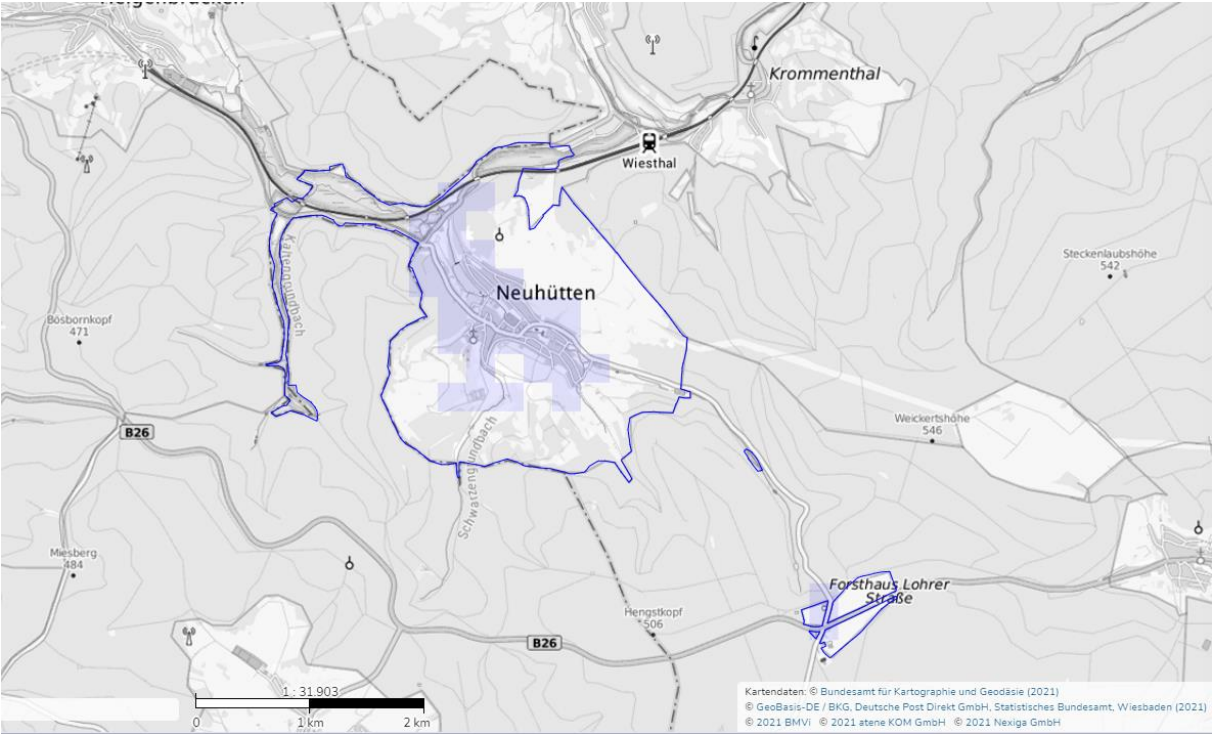 Krommenthal
Wiesthal
Kahengrundbach
Steckenlaubshöhe
542
Neuhütten
Bösbornkopf
471
Weickertshöhe
546
B26
Schwarzengrundbach
Miesberg
484
Forsthaus Lohrer
Straße
Hengstkopf
506
B26
1 : 31.903
0 1 km 2 km
Kartendaten: © Bundesamt für Kartographie und Geodäsie (2021)
© GeoBasis-DE / BKG, Deutsche Post Direkt GmbH, Statistisches Bundesamt, Wiesbaden (2021)
© 2021 BMVi © 2021 atene KOM GmbH © 2021 Nexiga GmbH